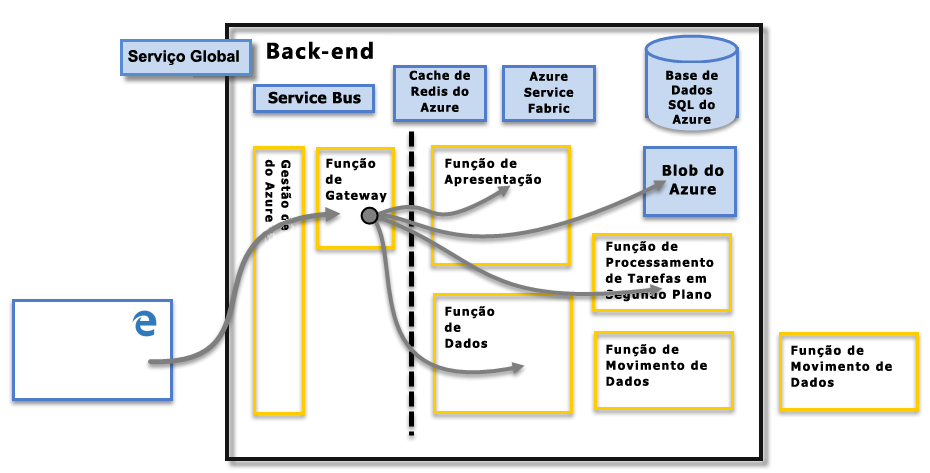 Serviço Global
Back-end
Service Bus
Cache de
Redis do
Azure
Azure
Service
Fabric
Base de
Dados
SQL do
Azure
Gestão de
do Azure
Função
de
Gateway
Função de
Apresentação
Blob do
Azure
Função de
Processamento
de Tarefas em
Segundo Plano
Função
de
Dados
Função de
Movimento de
Dados
Função de
Movimento de
Dados